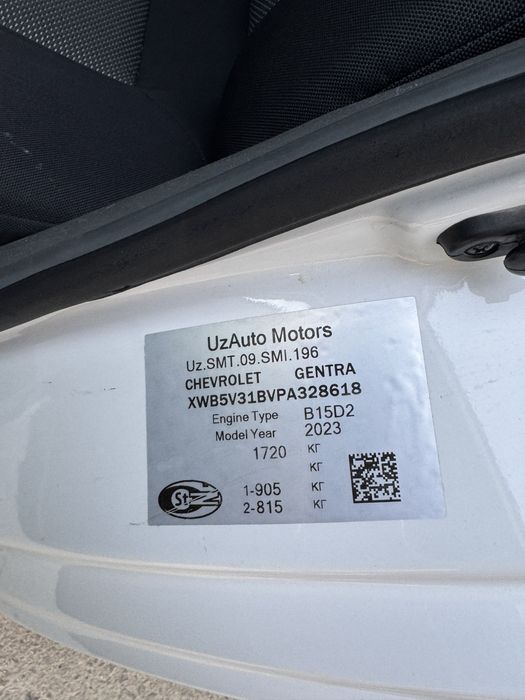 UzAuto Motors
Uz.SMT.09.SMI.196
CHEVROLET GENTRA
XWB5V31BVPA328618
Engine Type B15D2
Model Year 2023
1720 кг
кг
1-905 кг
2-815 кг
St